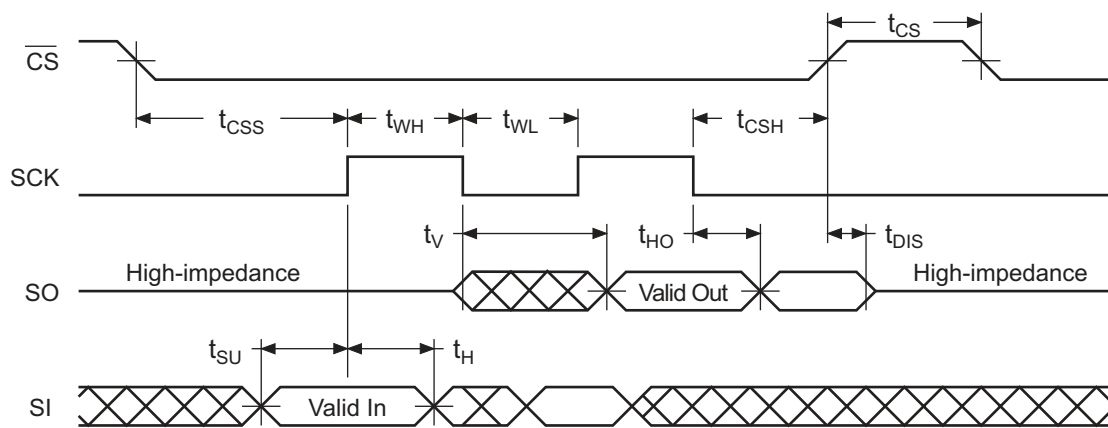 CS
tCS
tCSS
tWH
tWL
tCSH
SCK
tV
tHO
tDIS
High-impedance
High-impedance
SO
Valid Out
tSU
tH
SI
Valid In